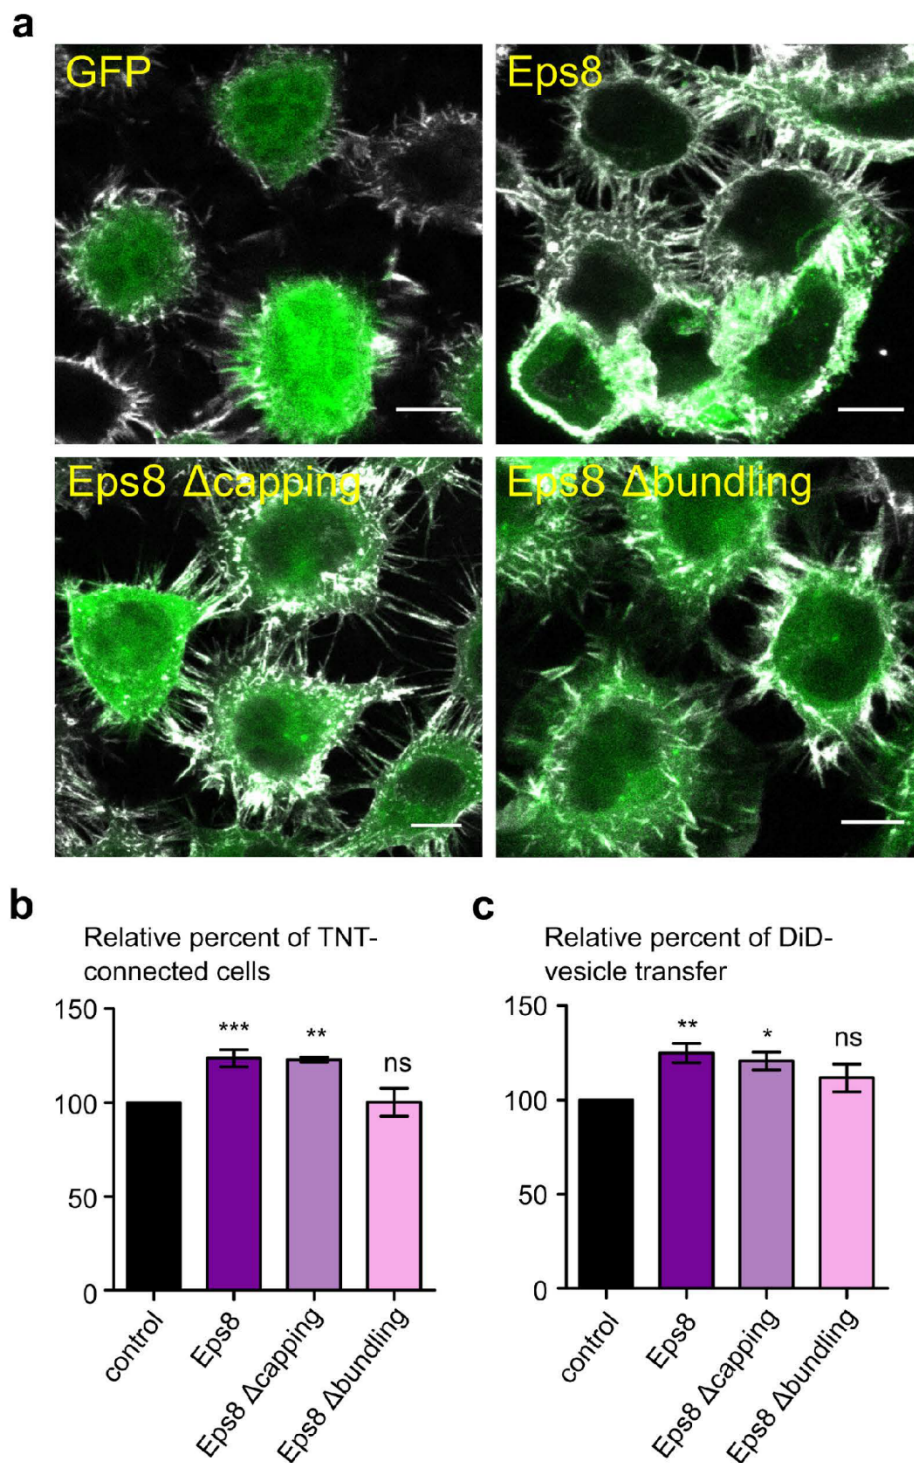 a
GFP
Eps8
Eps8 Δcapping
Eps8 Δbundling
b
Relative percent of TNT-
connected cells
150
100
50
0
***
**
ns
control
Eps8
Eps8 Δcapping
Eps8 Δbundling
c
Relative percent of DiD-
vesicle transfer
150
100
50
0
**
*
ns
control
Eps8
Eps8 Δcapping
Eps8 Δbundling